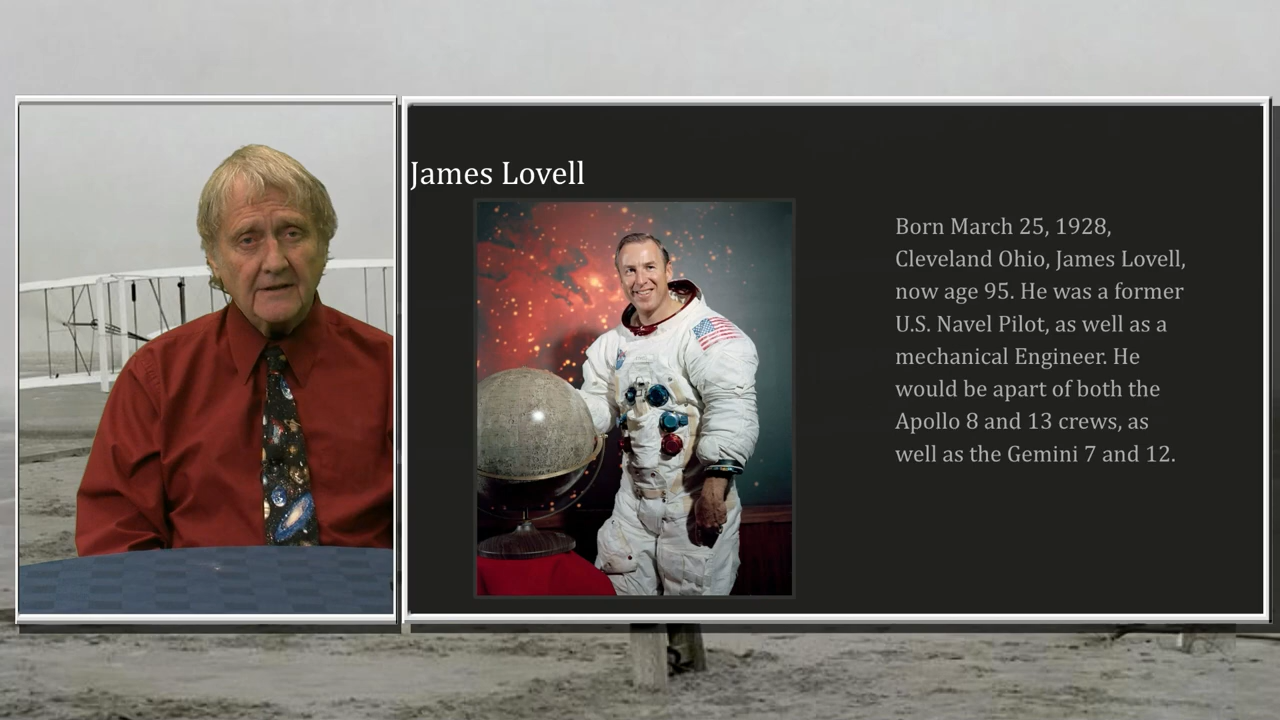 James Lovell
Born March 25, 1928,
Cleveland Ohio, James Lovell,
now age 95. He was a former
U.S. Navel Pilot, as well as a
mechanical Engineer. He
would be apart of both the
Apollo 8 and 13 crews, as
well as the Gemini 7 and 12.